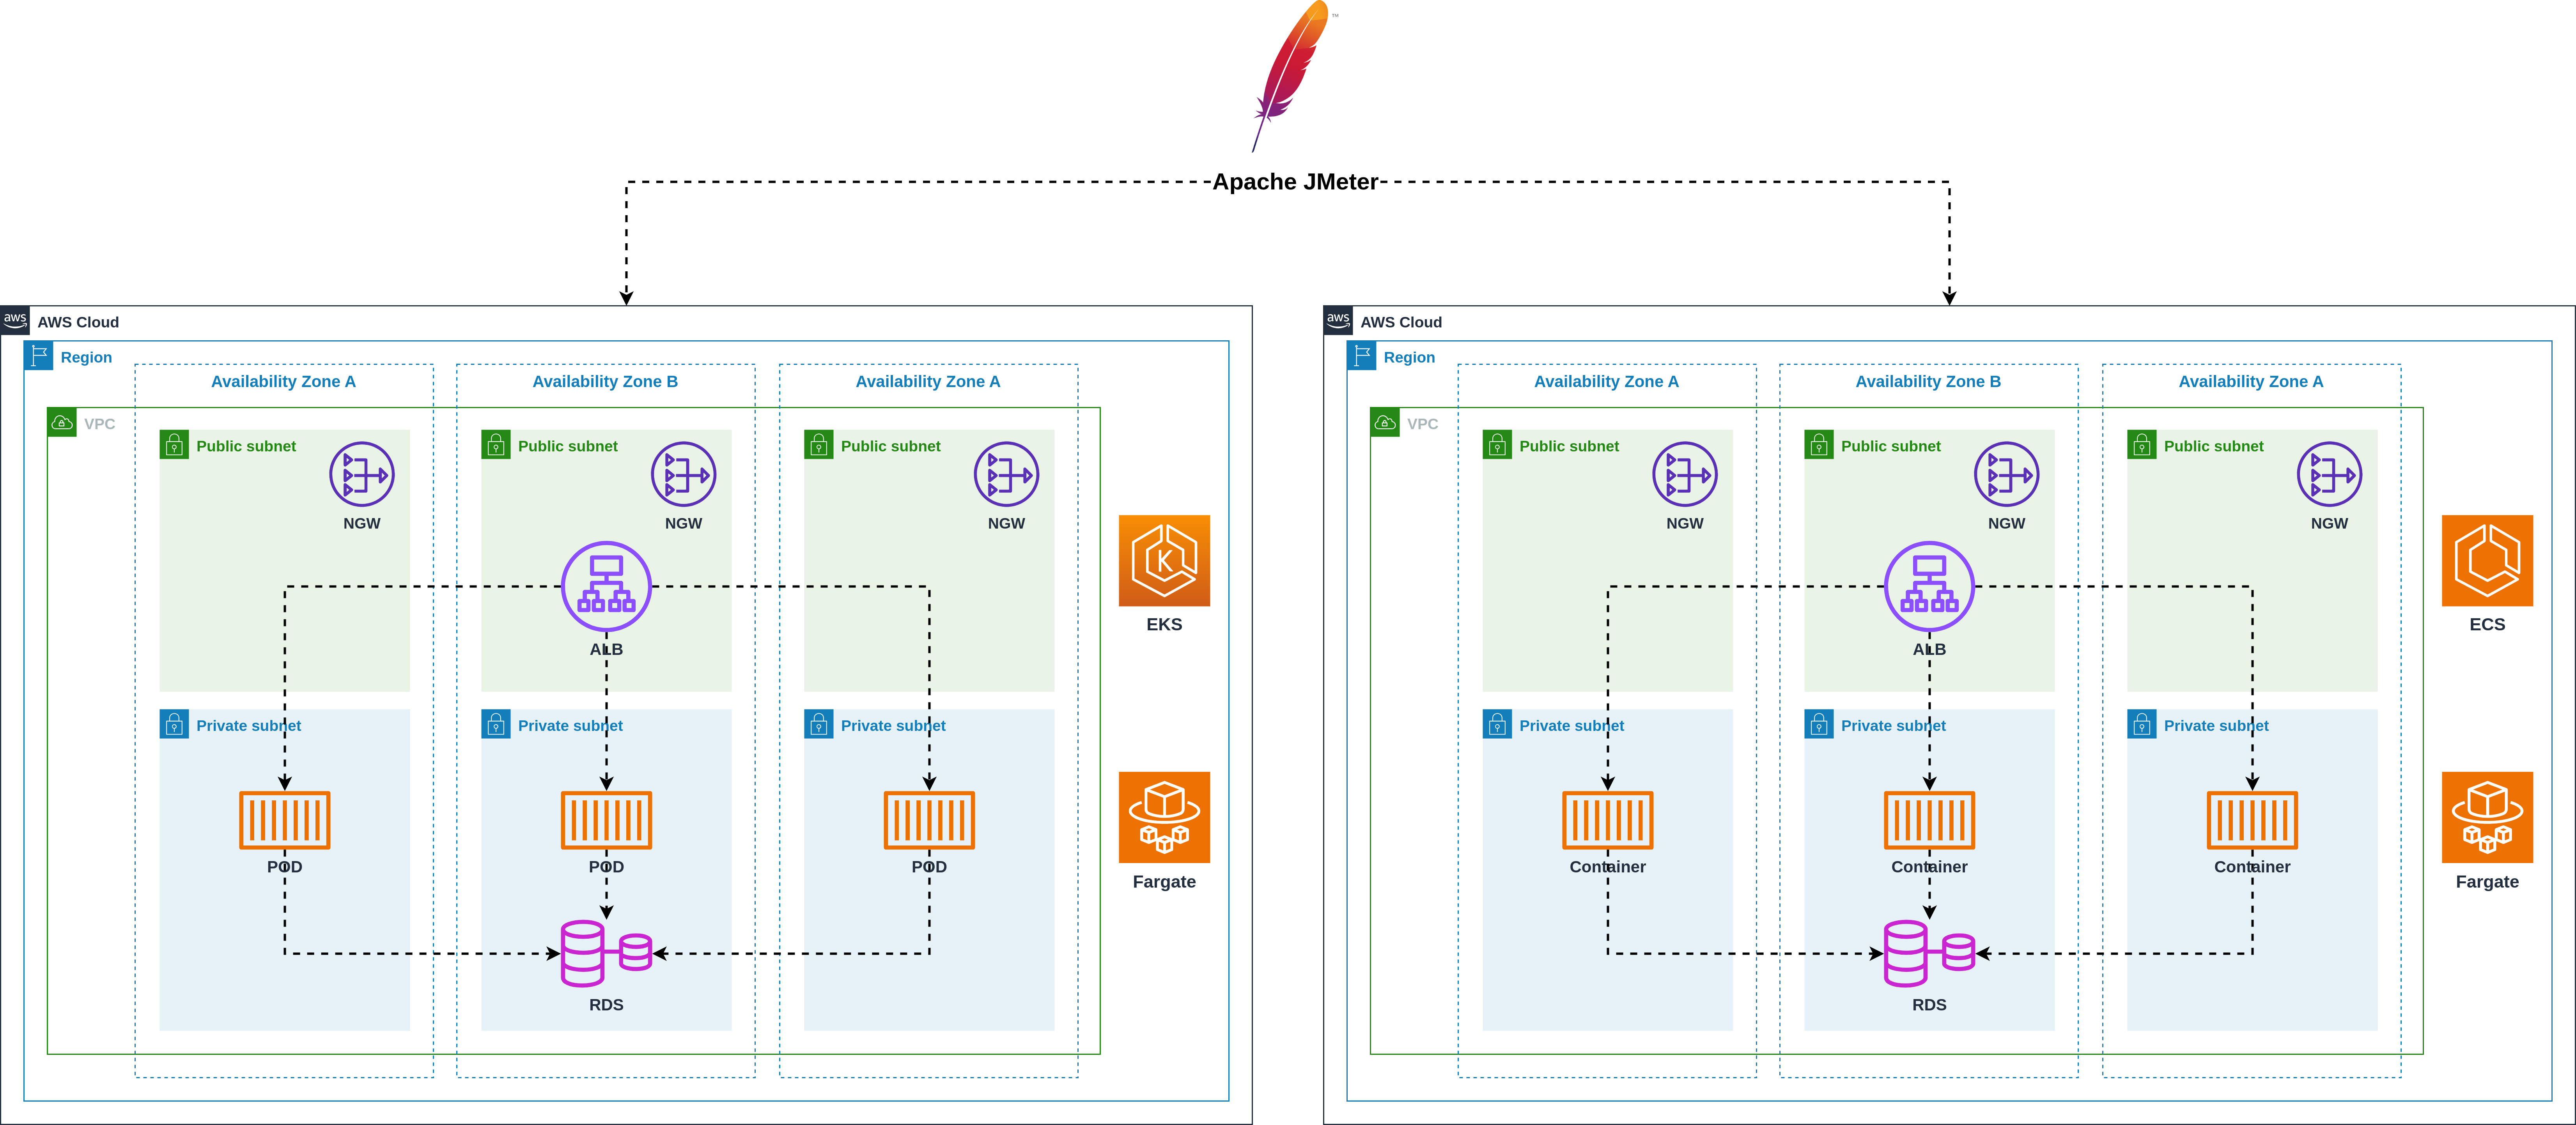 TM
Apache JMeter
aws
AWS Cloud
Region
Availability Zone A
Availability Zone B
Availability Zone A
VPC
Public subnet
NGW
Public subnet
NGW
Public subnet
NGW
ALB
K
EKS
Private subnet
Private subnet
Private subnet
POD
POD
POD
Fargate
RDS
aws
AWS Cloud
Region
Availability Zone A
Availability Zone B
Availability Zone A
VPC
Public subnet
NGW
Public subnet
NGW
Public subnet
NGW
ALB
ECS
Private subnet
Private subnet
Private subnet
Container
Container
Container
Fargate
RDS